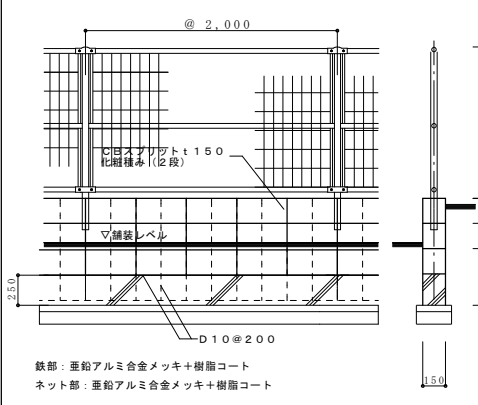 @ 2,000
CBスプリットt150
化粧積み(2段)
▽舗装レベル
250
D10@200
鉄部:亜鉛アルミ合金メッキ+樹脂コート
ネット部:亜鉛アルミ合金メッキ+樹脂コート
150